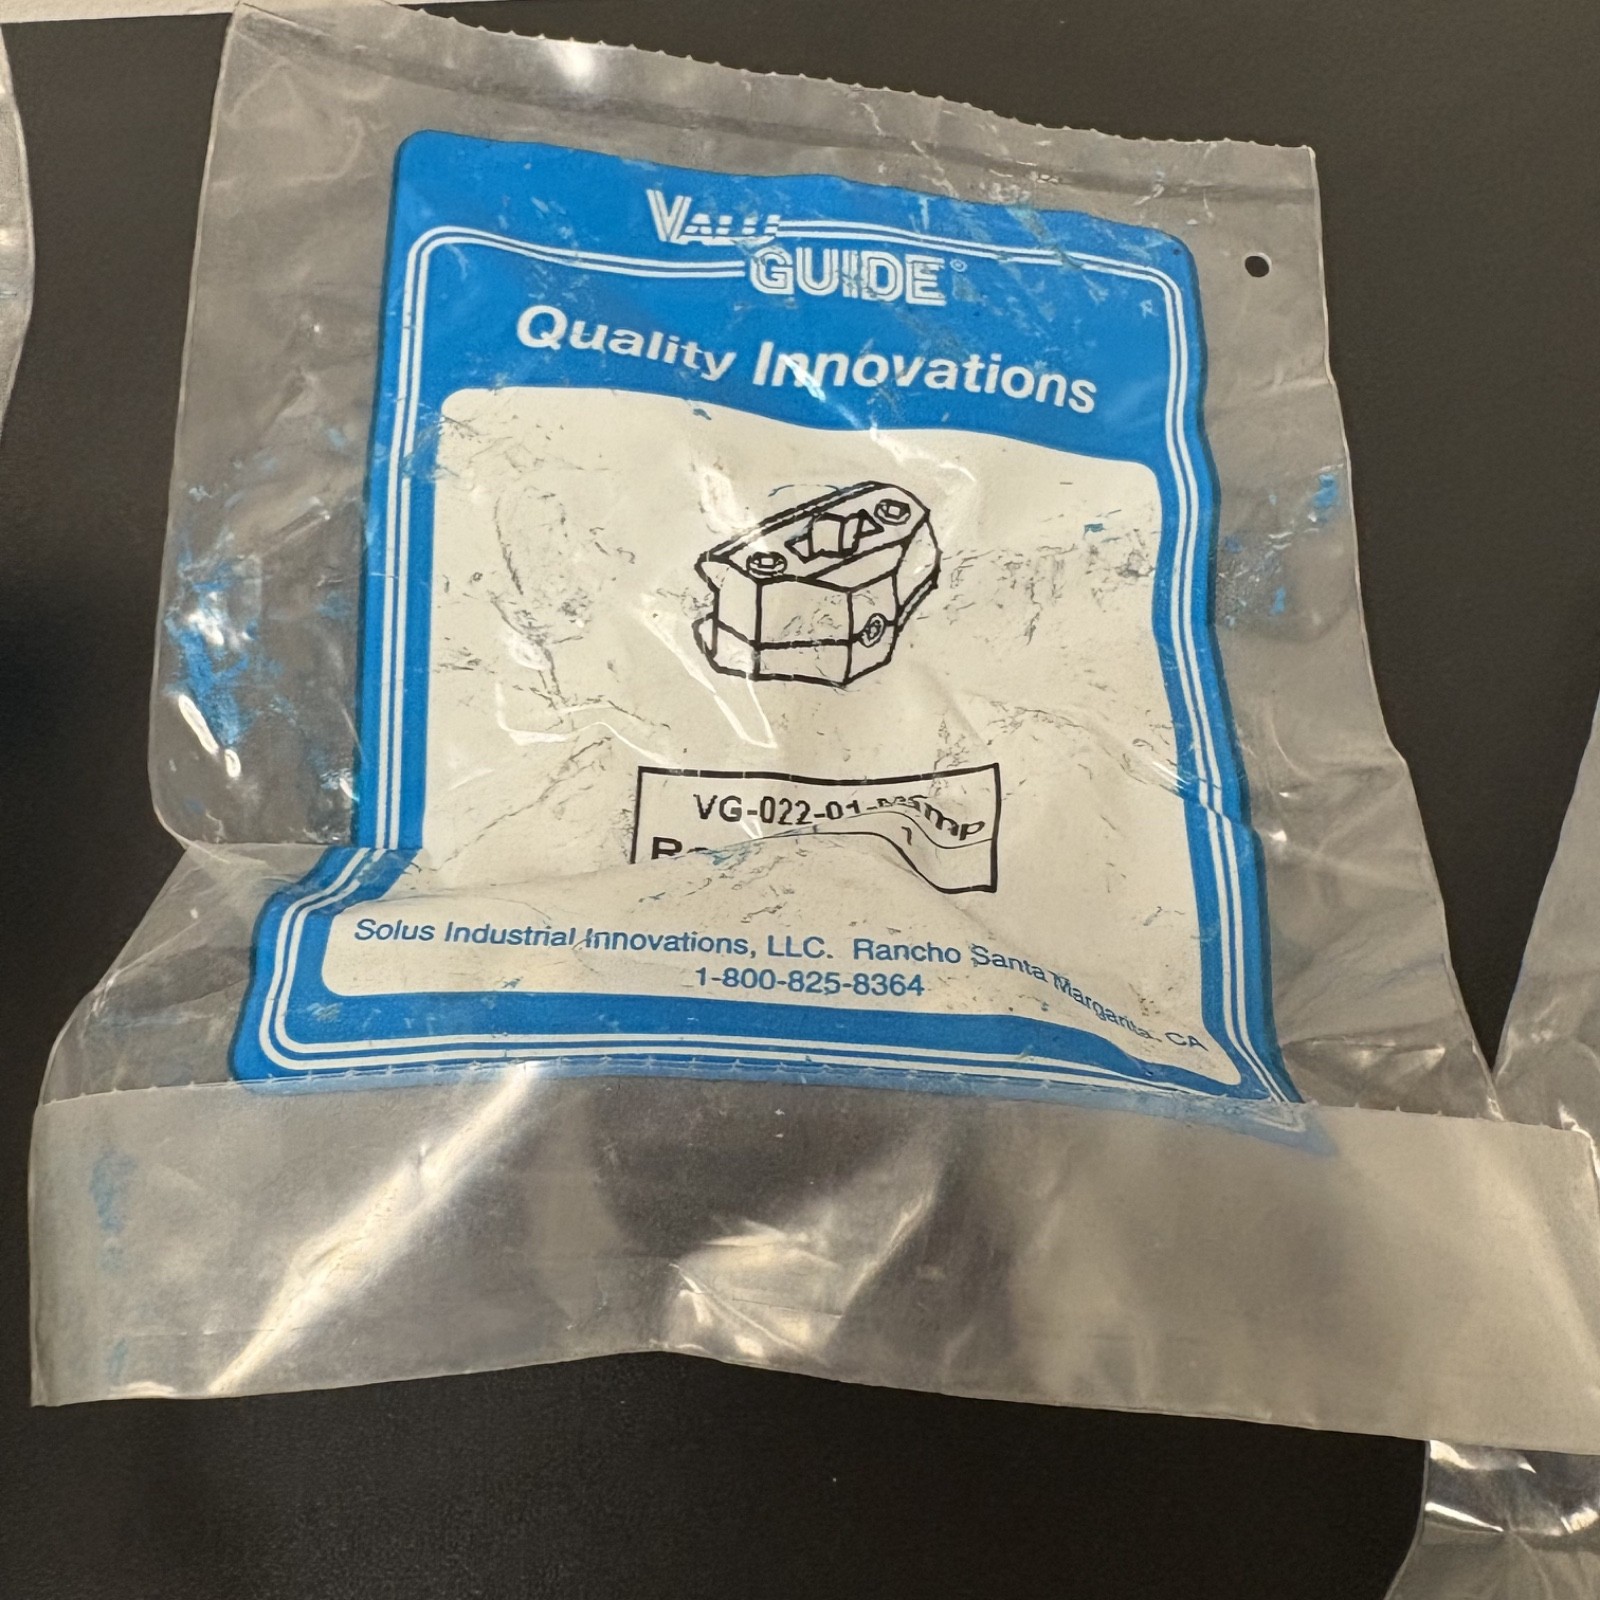 VALU
GUIDE®
Quality Innovations
VG-022-01
Solus Industrial Innovations, LLC. Rancho Santa Margarita, CA
1-800-825-8364